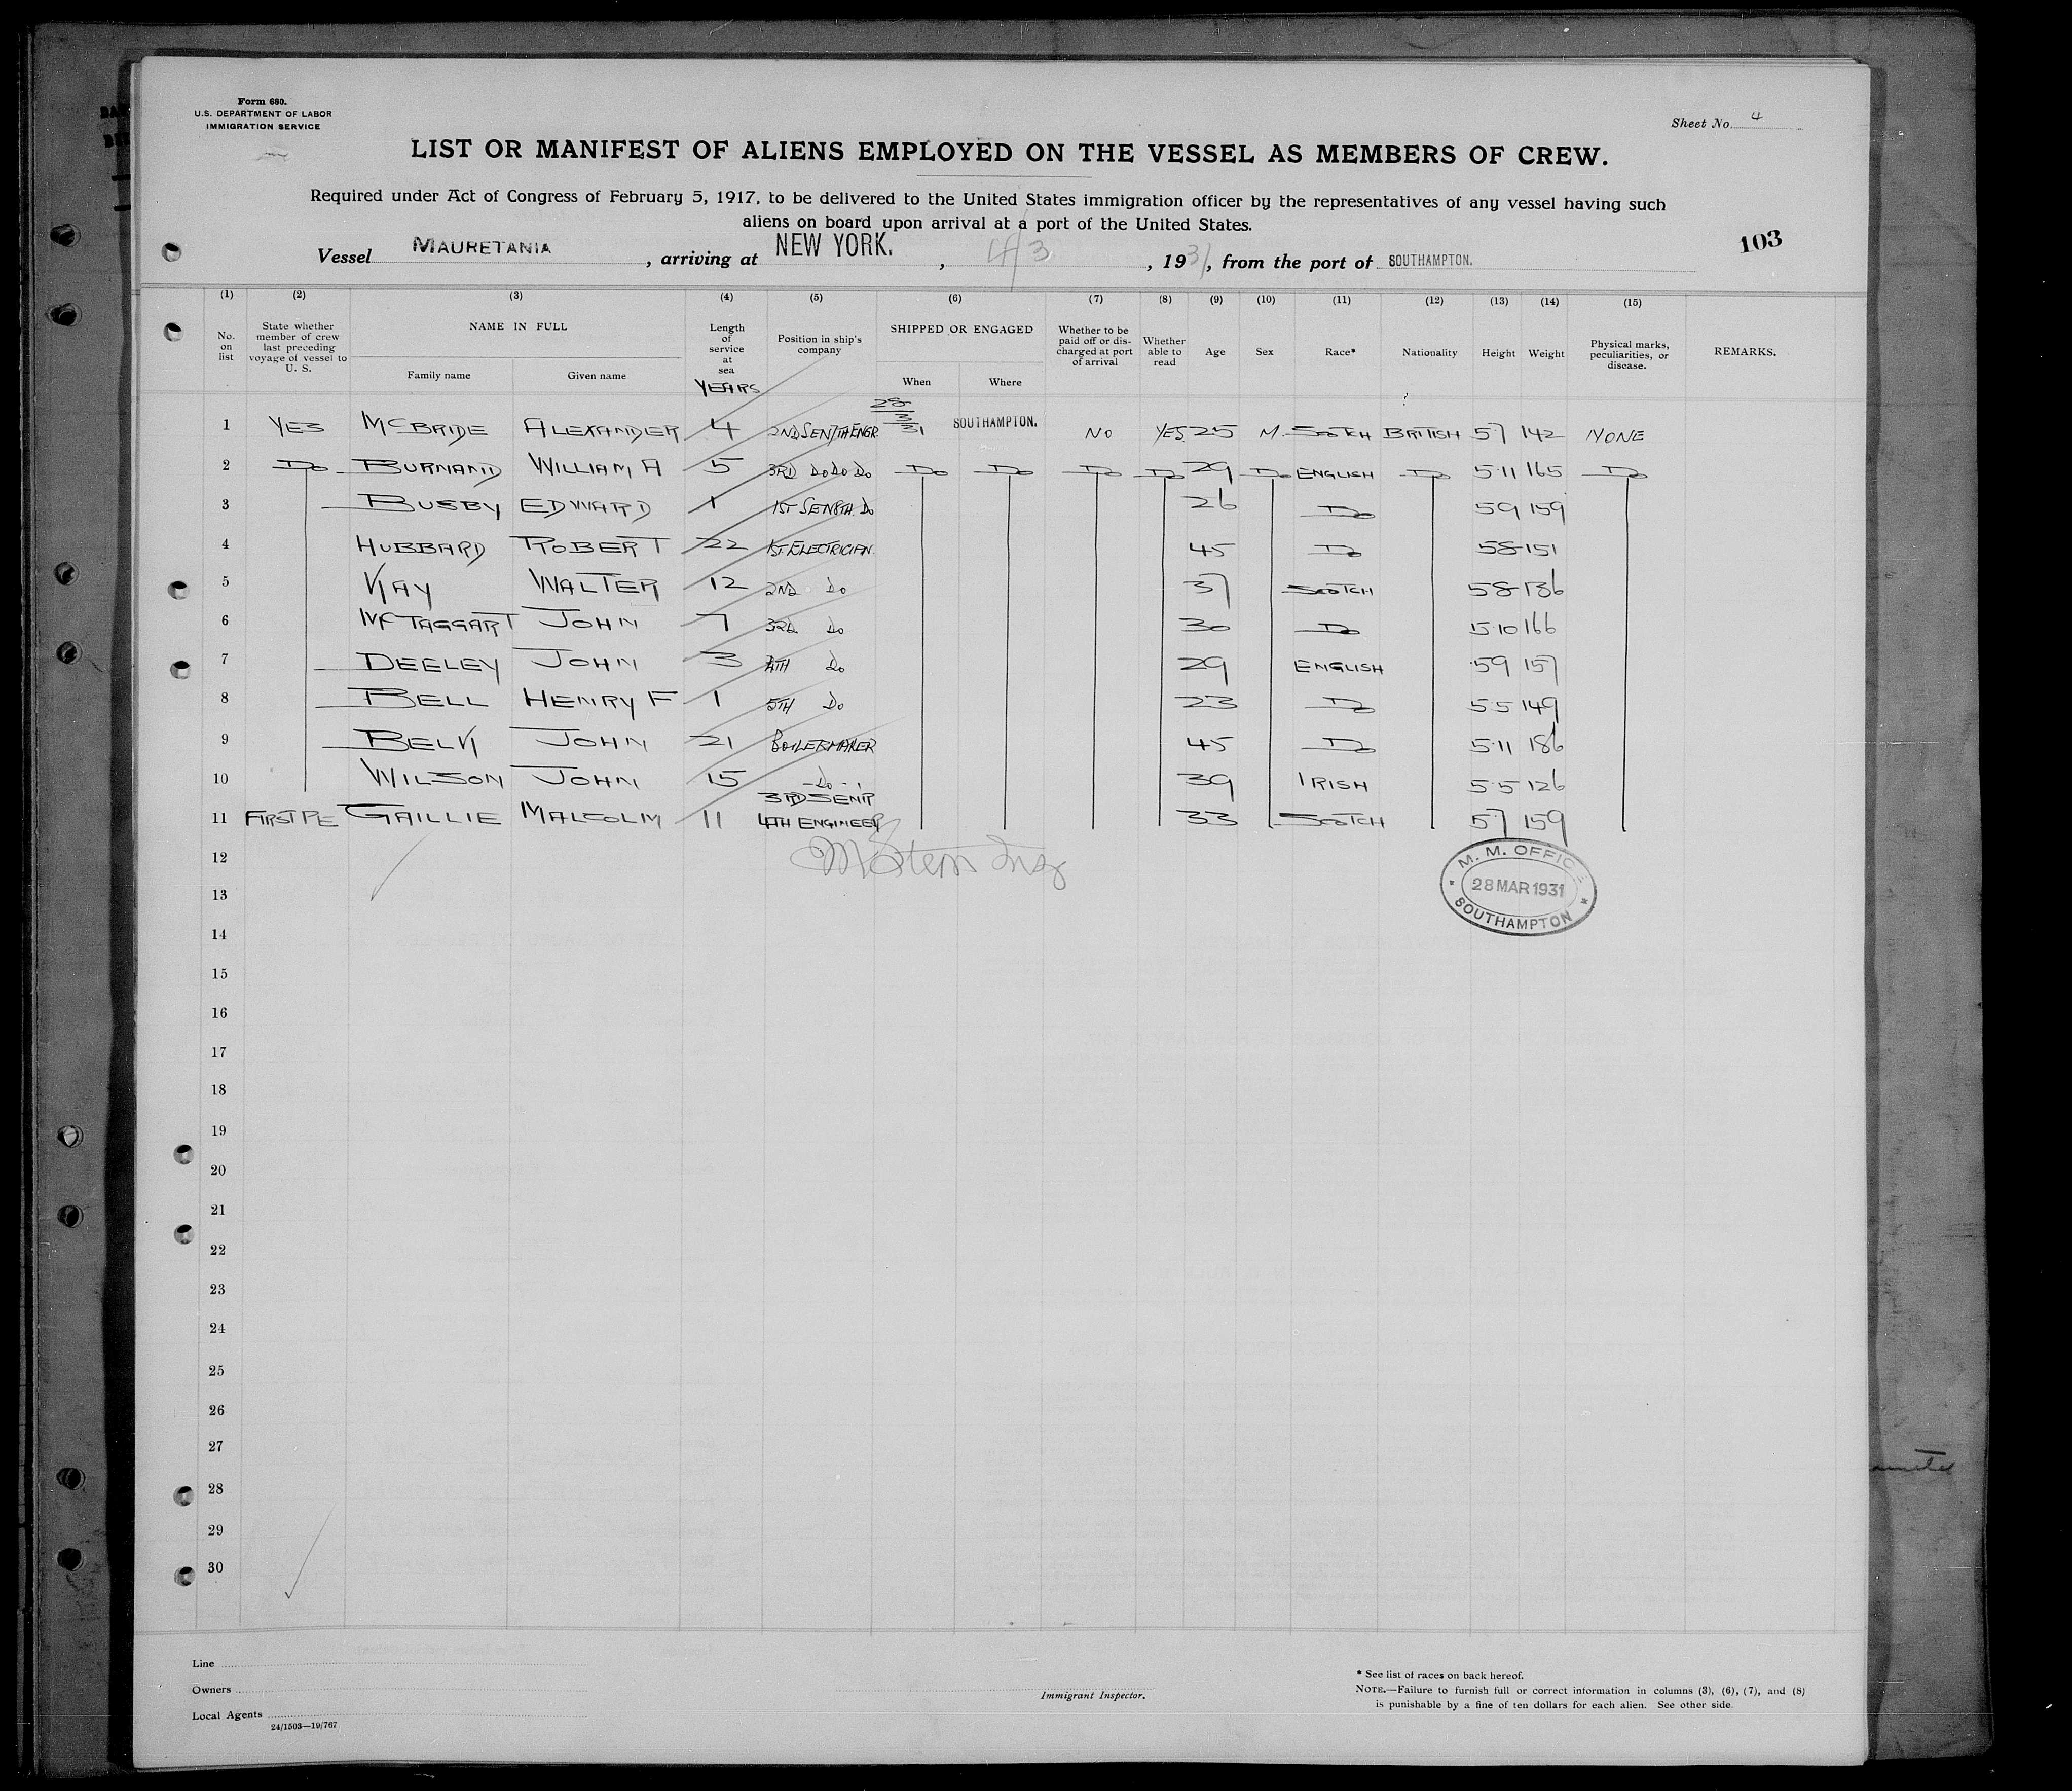 Form 680.
U.S. DEPARTMENT OF LABOR
IMMIGRATION SERVICE
Sheet No. 4
LIST OR MANIFEST OF ALIENS EMPLOYED ON THE VESSEL AS MEMBERS OF CREW.
Required under Act of Congress of February 5, 1917, to be delivered to the United States immigration officer by the representatives of any vessel having such
aliens on board upon arrival at a port of the United States.
103
Vessel MAURETANIA, arriving at NEW YORK., 4/3, 1931, from the port of SOUTHAMPTON.
(1) (2) (3) (4) (5) (6) (7) (8) (9) (10) (11) (12) (13) (14) (15)
No. on list State whether member of crew last preceding voyage of vessel to U. S. NAME IN FULL Family name Given name Length of service at sea YEARS Position in ship's company SHIPPED OR ENGAGED When Where Whether to be paid off or discharged at port of arrival Whether able to read Age Sex Race* Nationality Height Weight Physical marks, peculiarities, or disease. REMARKS.
1 YES McBRIDE ALEXANDER 4 2ND SEN 7TH ENGR 28/3/31 SOUTHAMPTON. NO YES 25 M. SCOTCH BRITISH 5·7 142 NONE
2 Do BURNAND WILLIAM A 5 3RD Do Do Do Do Do Do Do 29 Do ENGLISH Do 5·11 165 Do
3 BUSBY EDWARD 1 1ST SEN 8TH Do 26 Do 5 9 159
4 HUBBARD ROBERT 22 1ST ELECTRICIAN 45 Do 5 8 151
5 KAY WALTER 12 2ND Do 37 SCOTCH 5 8 136
6 McTAGGART JOHN 7 3RD Do 30 Do 5·10 166
7 DEELEY JOHN 3 4TH Do 29 ENGLISH 5 9 157
8 BELL HENRY F 1 5TH Do 23 Do 5·5 149
9 BELK JOHN 21 BOILERMAKER 45 Do 5·11 186
10 WILSON JOHN 15 Do 39 IRISH 5·5 126
11 FIRST GAILLIE MALCOLM 11 3RD SENR 4TH ENGINEER 33 SCOTCH 5·7 159
12
M. M. OFFICE
28 MAR 1931
SOUTHAMPTON
13
14
15
16
17
18
19
20
21
22
23
24
25
26
27
28
29
30
Line
Owners
Local Agents
24/1503—19/767
Immigrant Inspector.
* See list of races on back hereof.
NOTE.—Failure to furnish full or correct information in columns (3), (6), (7), and (8)
is punishable by a fine of ten dollars for each alien. See other side.